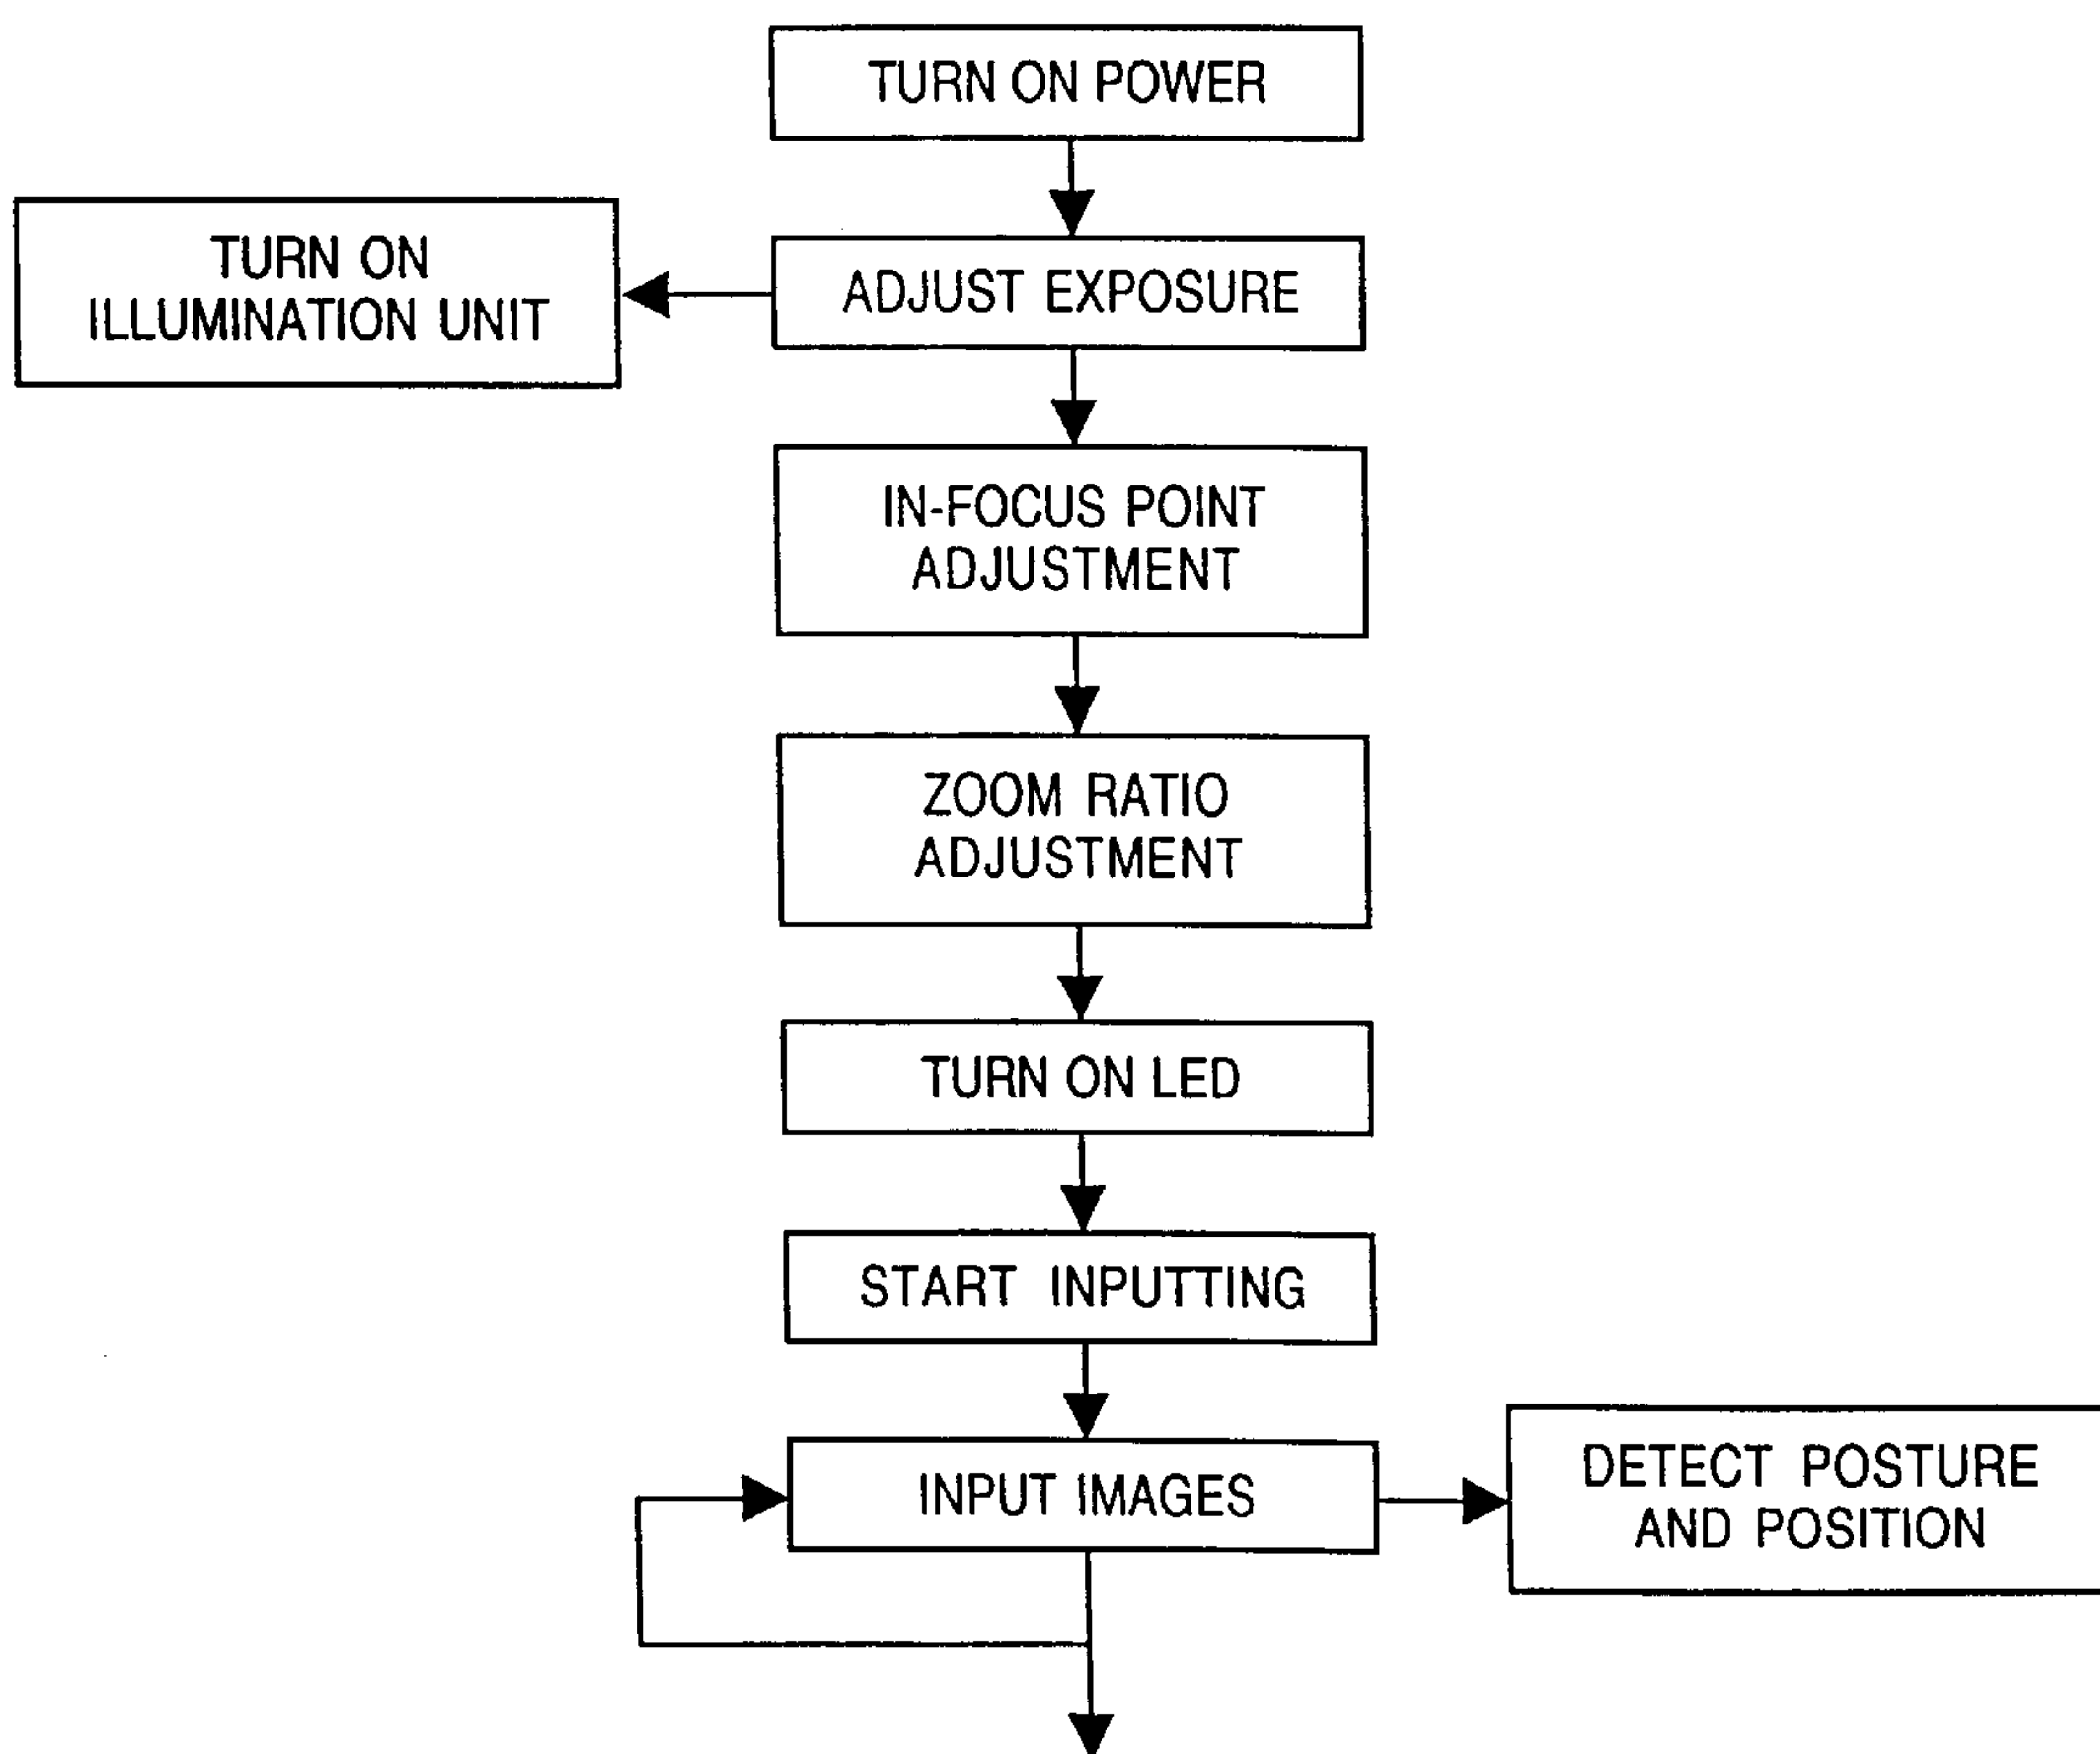 TURN ON POWER
TURN ON
ILLUMINATION UNIT
ADJUST EXPOSURE
IN-FOCUS POINT
ADJUSTMENT
ZOOM RATIO
ADJUSTMENT
TURN ON LED
START INPUTTING
INPUT IMAGES
DETECT POSTURE
AND POSITION